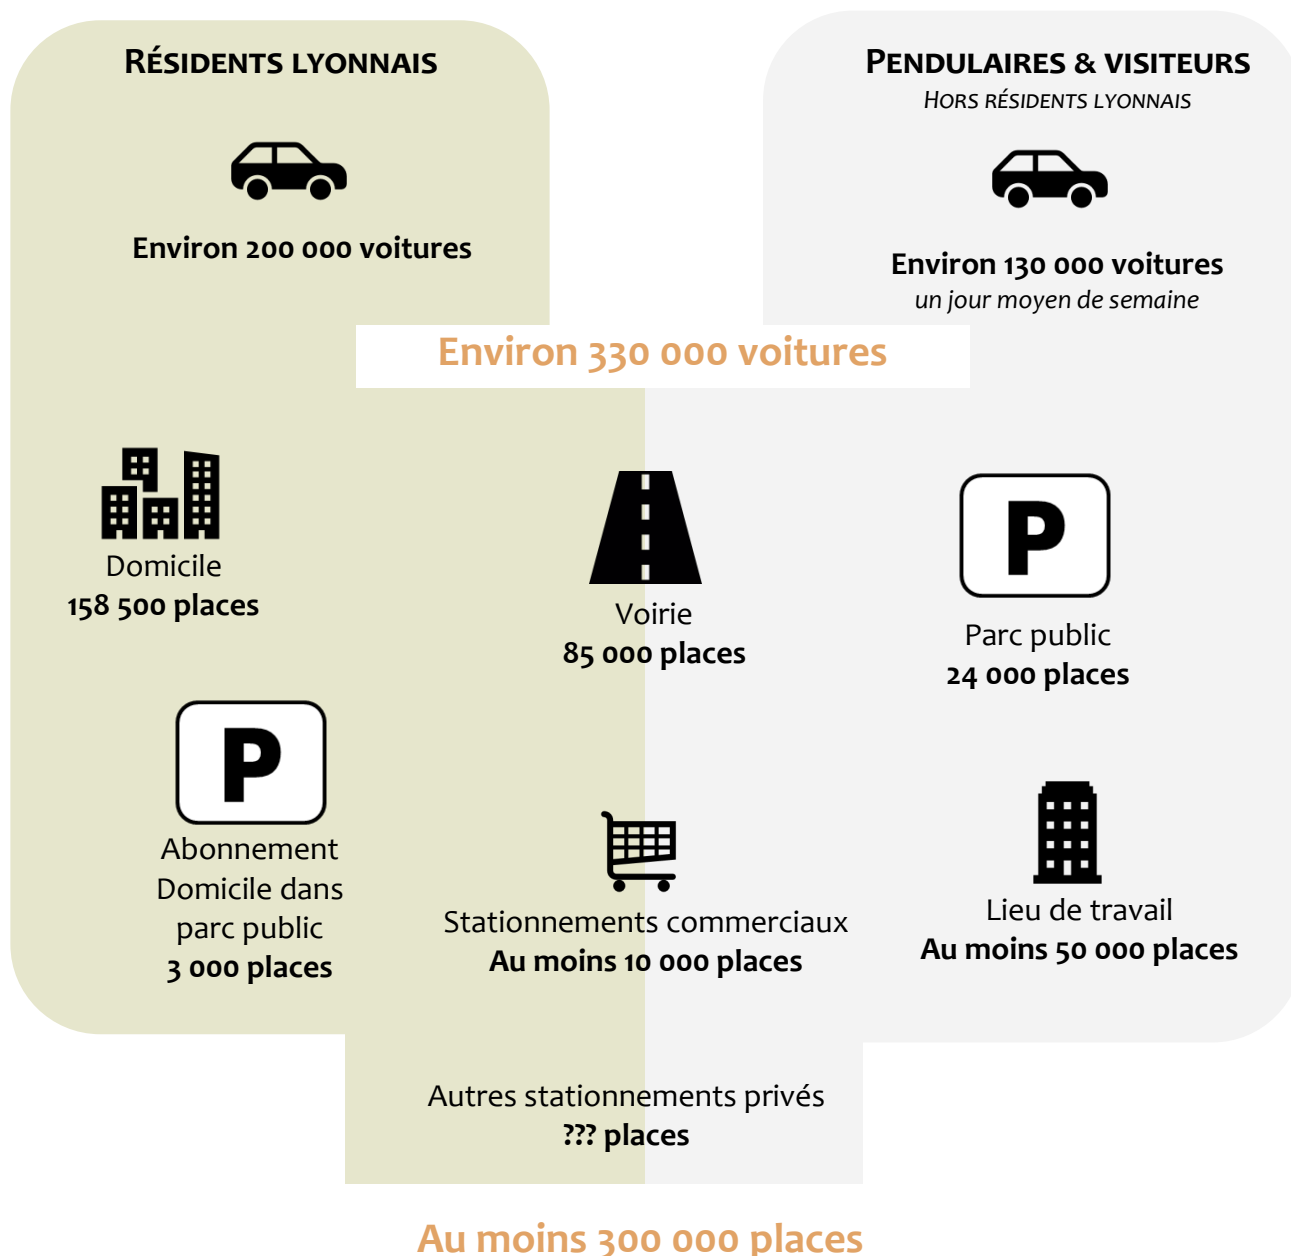 RÉSIDENTS LYONNAIS
Environ 200 000 voitures
PENDULAIRES & VISITEURS
HORS RÉSIDENTS LYONNAIS
Environ 130 000 voitures
un jour moyen de semaine
Environ 330 000 voitures
Domicile
158 500 places
Voirie
85 000 places
P
Parc public
24 000 places
P
Abonnement
Domicile dans
parc public
3 000 places
Stationnements commerciaux
Au moins 10 000 places
Lieu de travail
Au moins 50 000 places
Autres stationnements privés
??? places
Au moins 300 000 places